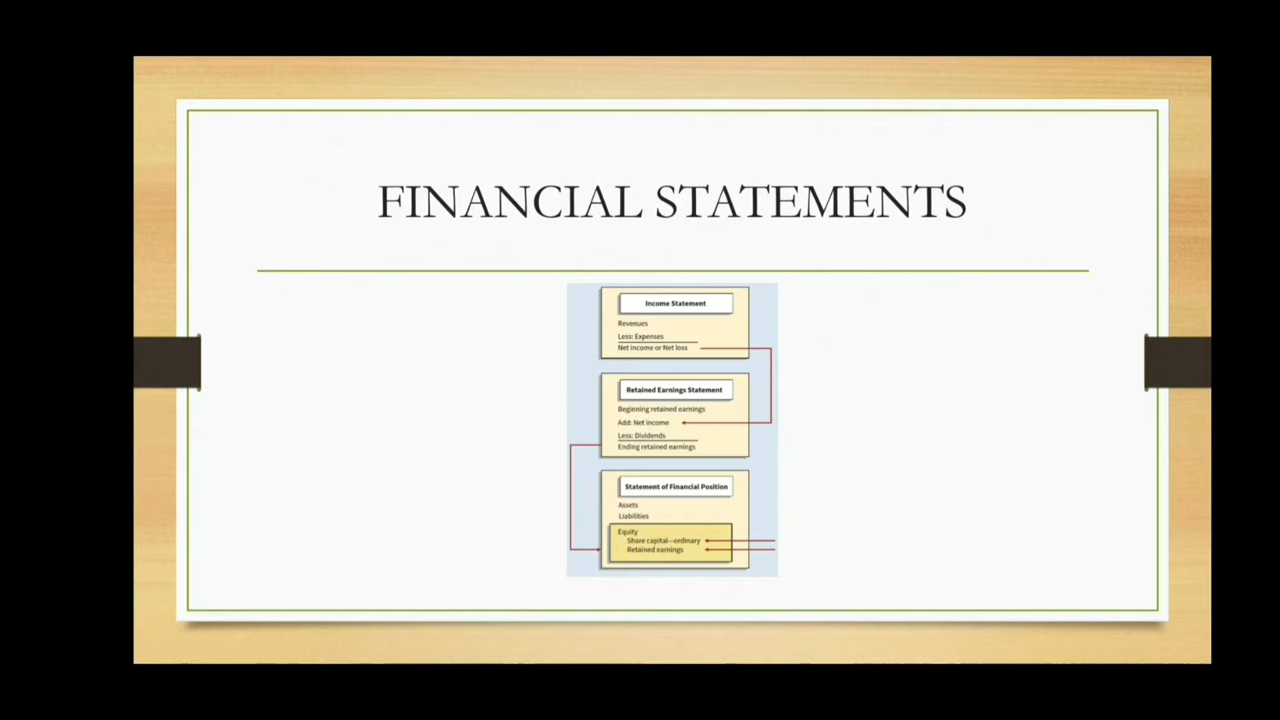 FINANCIAL STATEMENTS
Income Statement
Revenues
Less: Expenses
Net income or Net loss
Retained Earnings Statement
Beginning retained earnings
Add: Net income
Less: Dividends
Ending retained earnings
Statement of Financial Position
Assets
Liabilities
Equity
Share capital—ordinary
Retained earnings